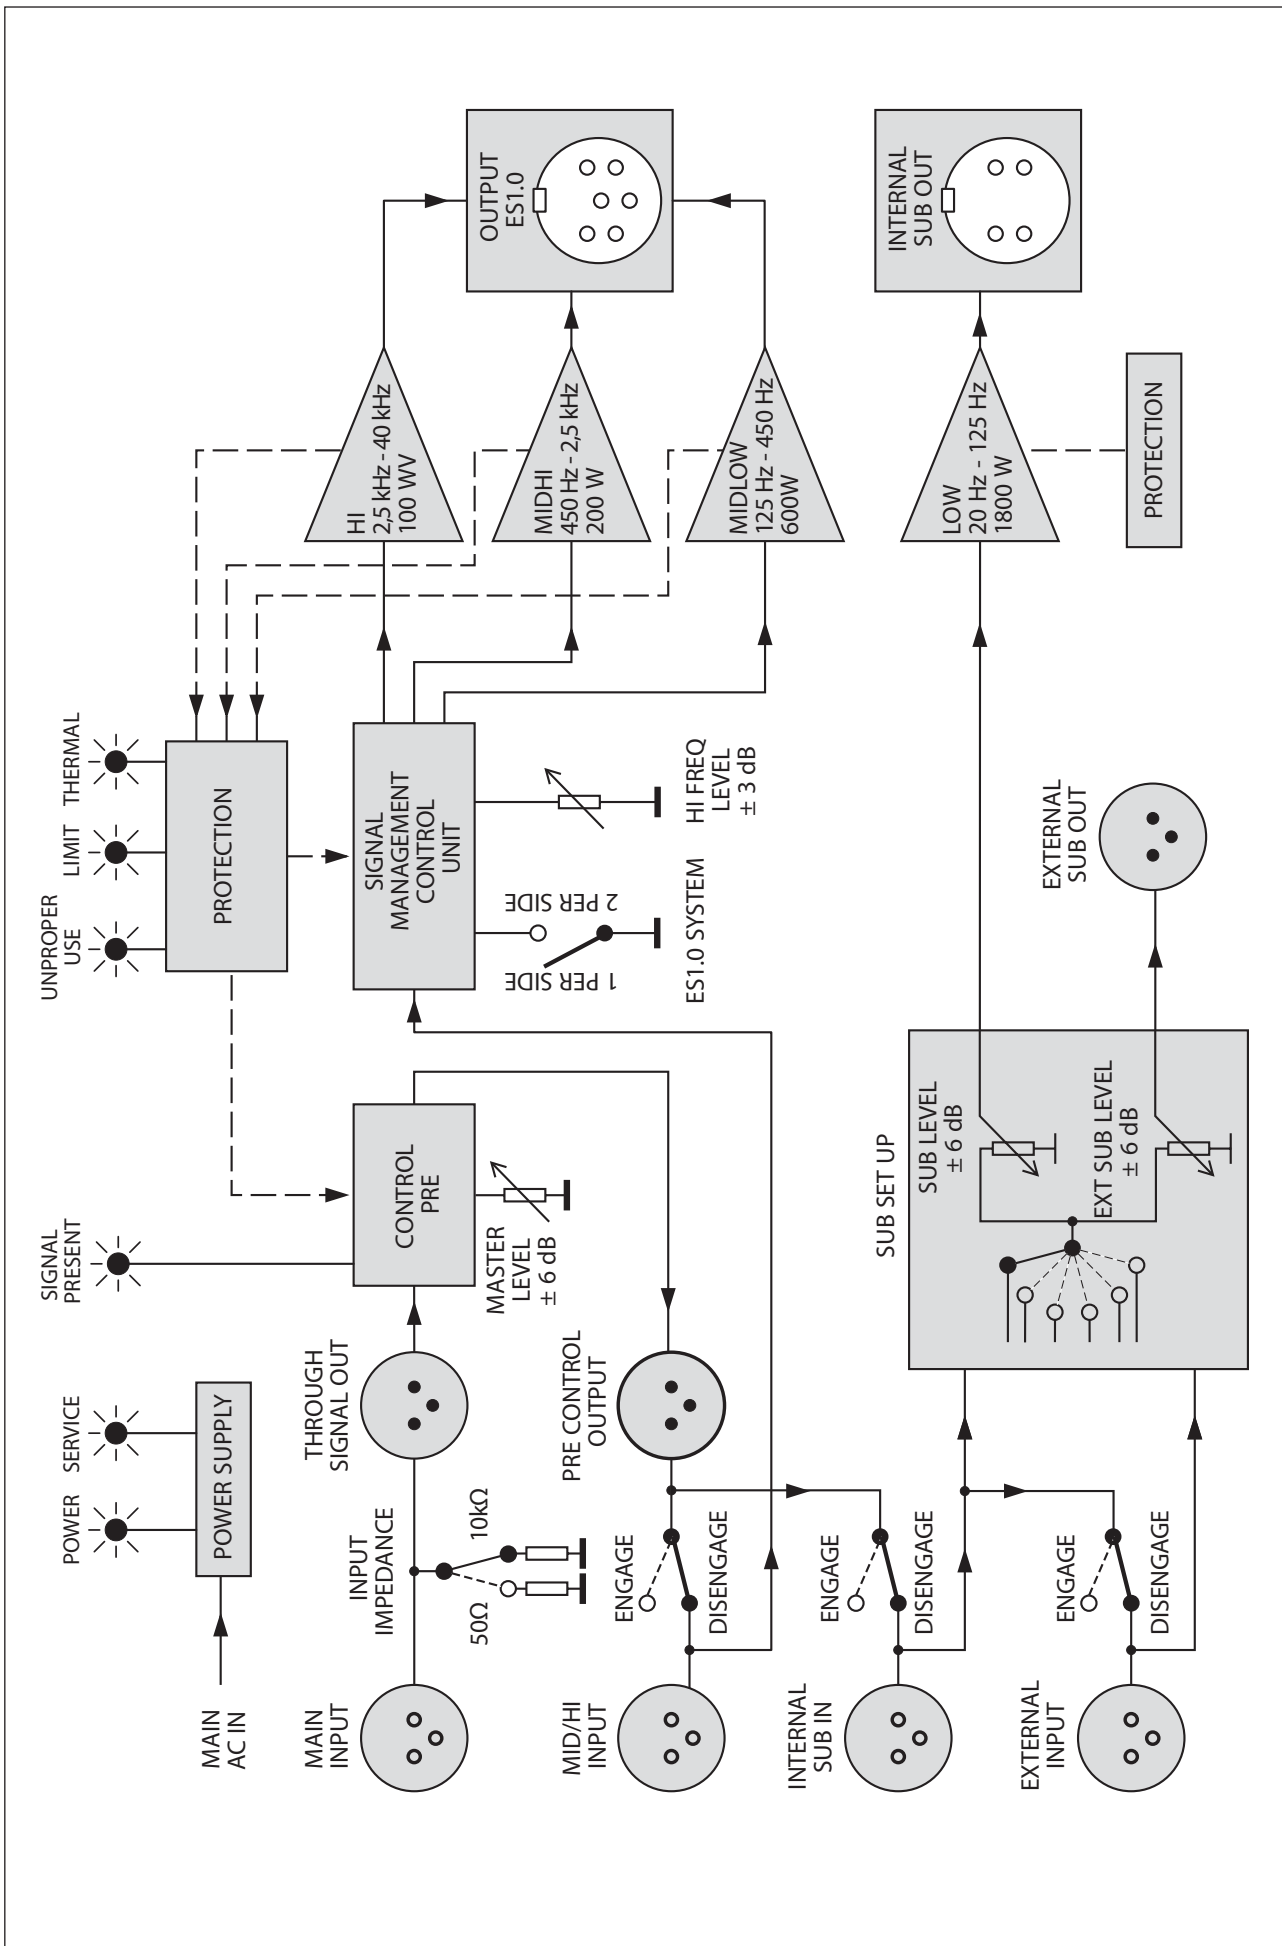 POWER
SERVICE
POWER SUPPLY
MAIN
AC IN
SIGNAL
PRESENT
UNPROPER
USE
LIMIT
THERMAL
PROTECTION
MAIN
INPUT
INPUT
IMPEDANCE
50Ω
10kΩ
THROUGH
SIGNAL OUT
CONTROL
PRE
MASTER
LEVEL
± 6 dB
SIGNAL
MANAGEMENT
CONTROL
UNIT
1 PER SIDE
2 PER SIDE
ES1.0 SYSTEM
HI FREQ
LEVEL
± 3 dB
HI
2,5 kHz - 40 kHz
100 WV
MIDHI
450 Hz - 2,5 kHz
200 W
MIDLOW
125 Hz - 450 Hz
600W
OUTPUT
ES1.0
MID/HI
INPUT
ENGAGE
DISENGAGE
PRE CONTROL
OUTPUT
INTERNAL
SUB IN
ENGAGE
DISENGAGE
EXTERNAL
INPUT
ENGAGE
DISENGAGE
SUB SET UP
SUB LEVEL
± 6 dB
EXT SUB LEVEL
± 6 dB
EXTERNAL
SUB OUT
LOW
20 Hz - 125 Hz
1800 W
PROTECTION
INTERNAL
SUB OUT